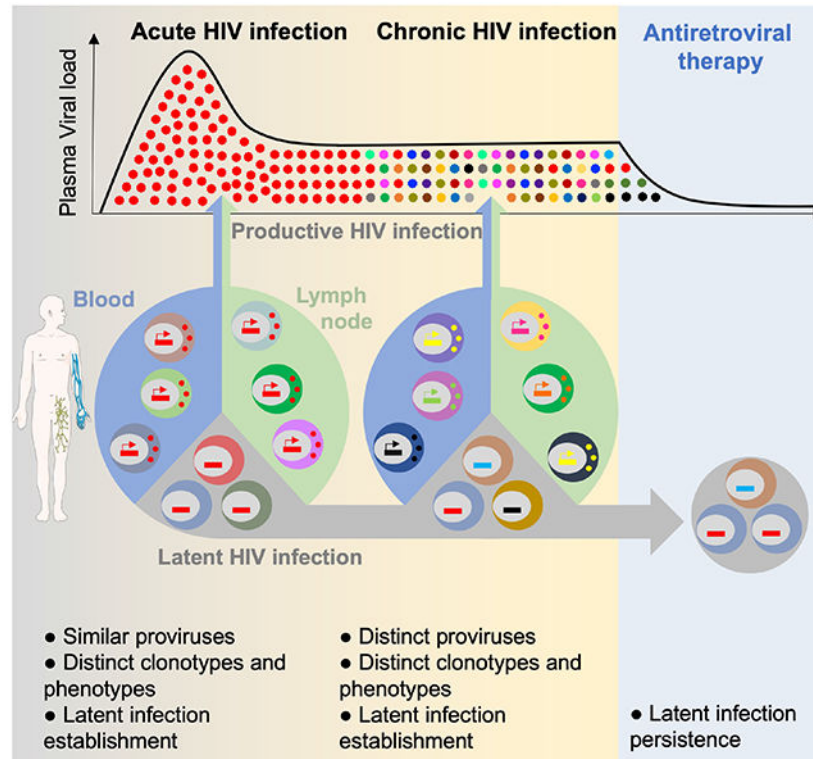 Acute HIV infection
Chronic HIV infection
Antiretroviral
therapy
Plasma Viral load
Productive HIV infection
Blood
Lymph
node
Latent HIV infection
● Similar proviruses
● Distinct clonotypes and
phenotypes
● Latent infection
establishment
● Distinct proviruses
● Distinct clonotypes and
phenotypes
● Latent infection
establishment
● Latent infection
persistence